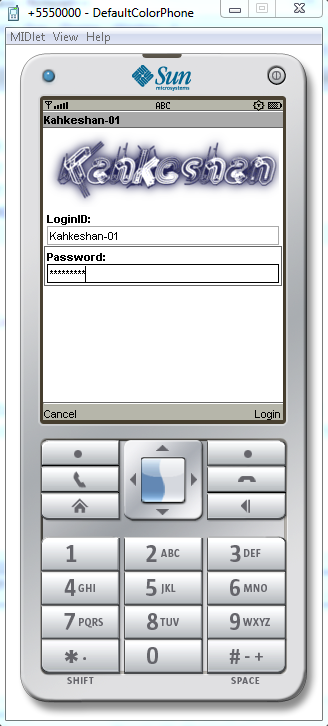 +5550000 - DefaultColorPhone
MIDlet View Help
Sun
microsystems
ABC
Kahkeshan-01
Kahkeshan
LoginID:
Kahkeshan-01
Password:
*********
Cancel Login
1 2 ABC 3 DEF
4 GHI 5 JKL 6 MNO
7 PQRS 8 TUV 9 WXYZ
* . 0 # - +
SHIFT SPACE